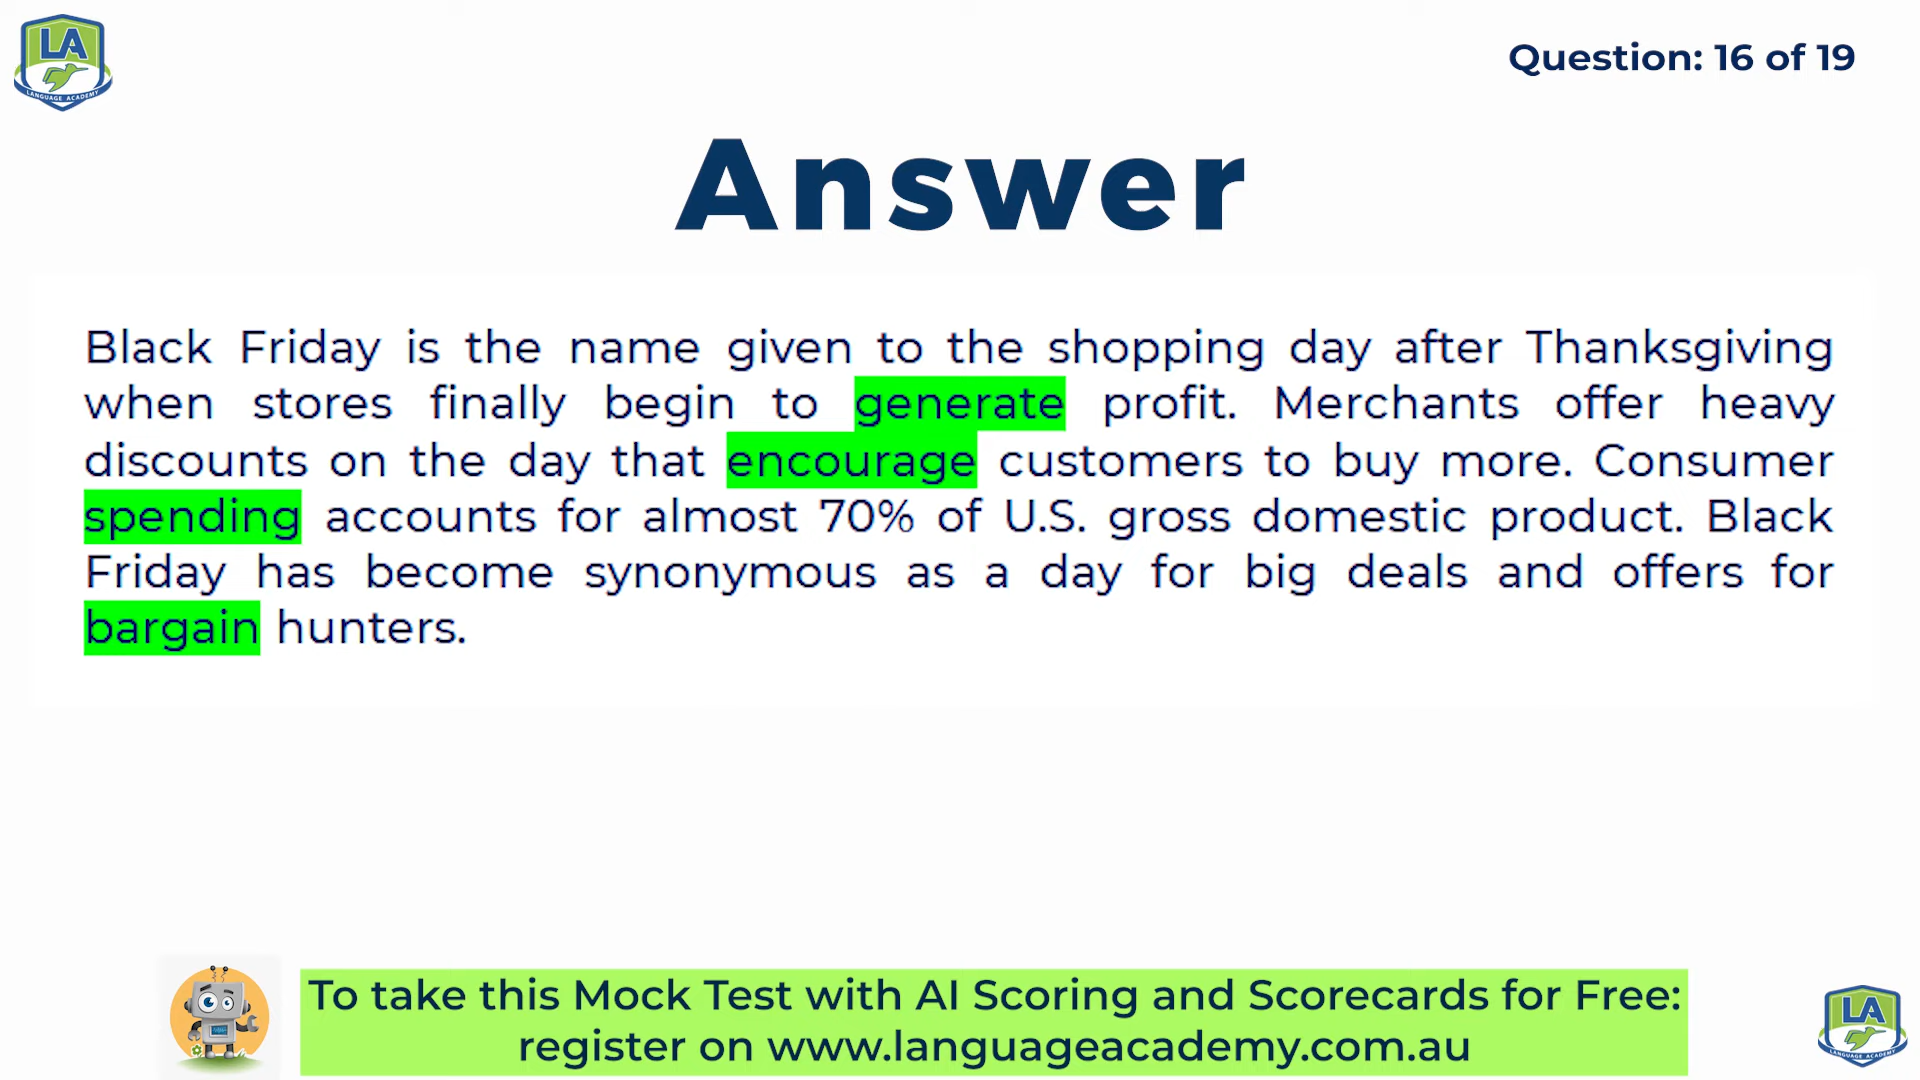 LA
LANGUAGE ACADEMY
Question: 16 of 19
Answer
Black Friday is the name given to the shopping day after Thanksgiving
when stores finally begin to generate profit. Merchants offer heavy
discounts on the day that encourage customers to buy more. Consumer
spending accounts for almost 70% of U.S. gross domestic product. Black
Friday has become synonymous as a day for big deals and offers for
bargain hunters.
To take this Mock Test with AI Scoring and Scorecards for Free:
register on www.languageacademy.com.au
LA
LANGUAGE ACADEMY